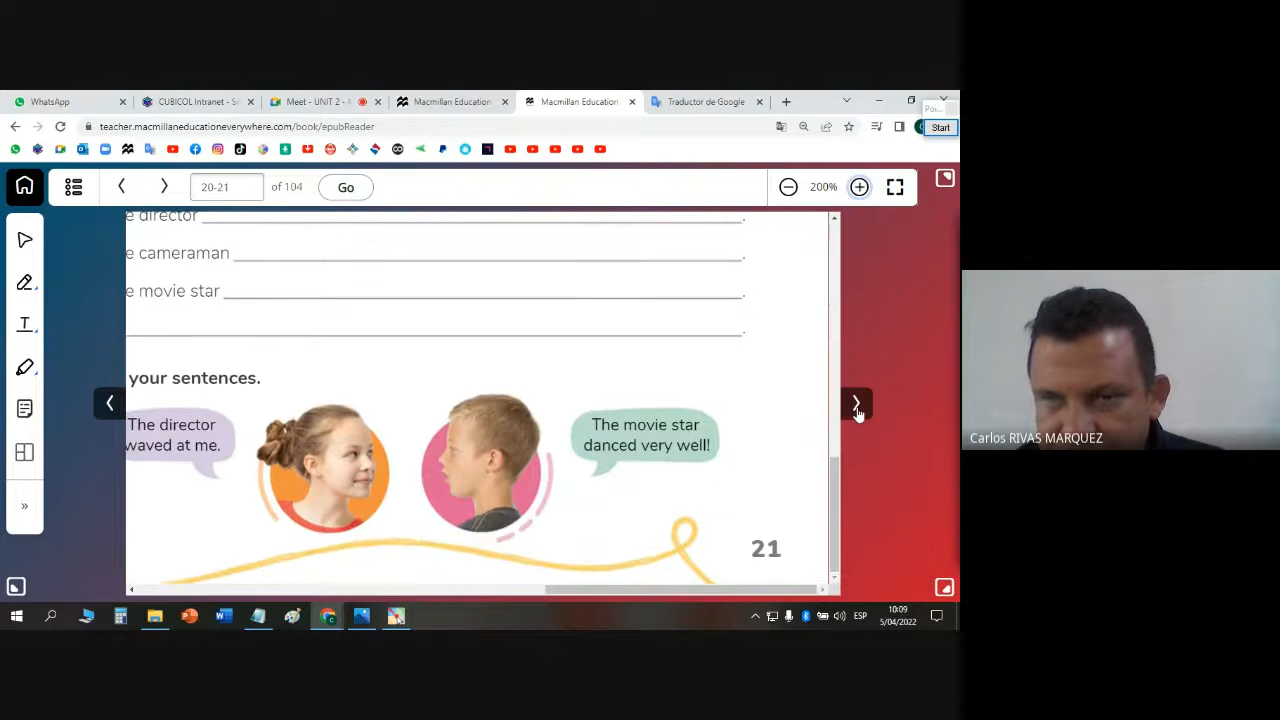 WhatsApp
CUBICOL Intranet - S/
Meet - UNIT 2 -
Macmillan Education
Macmillan Education
Traductor de Google
teacher.macmillaneducationeverywhere.com/book/epubReader
Start
20-21
of 104
Go
200%
e director .
e cameraman .
e movie star .
.
your sentences.
The director
waved at me.
The movie star
danced very well!
21
T
»
Carlos RIVAS MARQUEZ
ESP
10:09
5/04/2022